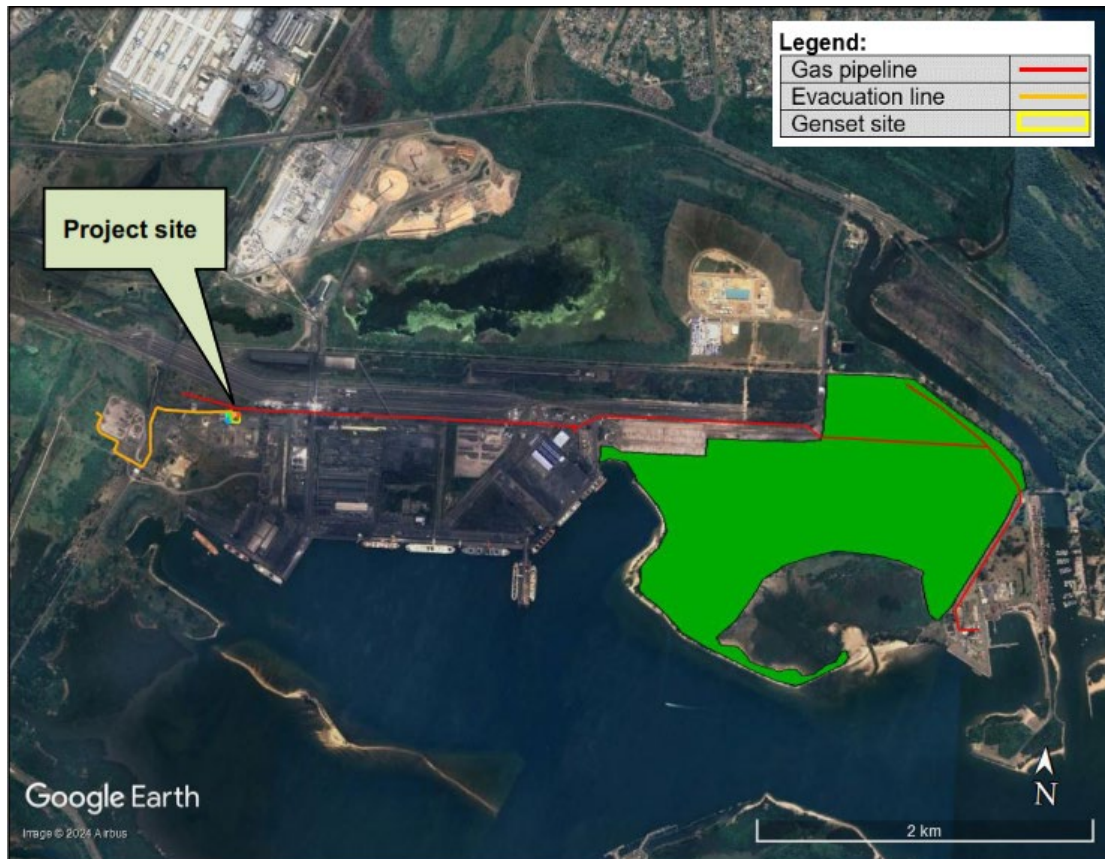 Legend:
Gas pipeline
Evacuation line
Genset site
Project site
Google Earth
Image © 2024 Airbus
N
2 km